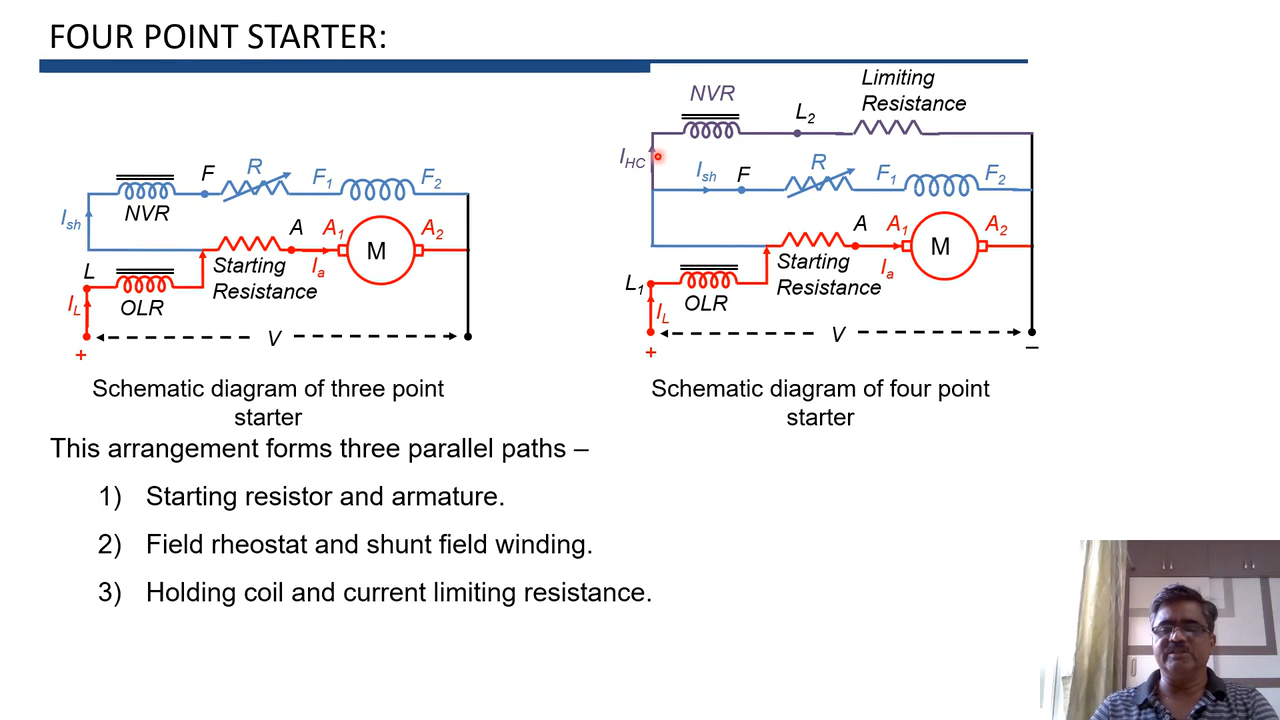 FOUR POINT STARTER:
NVR
F
R
F1
F2
Ish
A
A1
A2
M
L
Starting
Resistance
Ia
OLR
IL
V
+
Schematic diagram of three point
starter
NVR
L2
Limiting
Resistance
IHC
Ish
F
R
F1
F2
A
A1
A2
M
L1
Starting
Resistance
Ia
OLR
IL
V
+
–
Schematic diagram of four point
starter
This arrangement forms three parallel paths –
1) Starting resistor and armature.
2) Field rheostat and shunt field winding.
3) Holding coil and current limiting resistance.